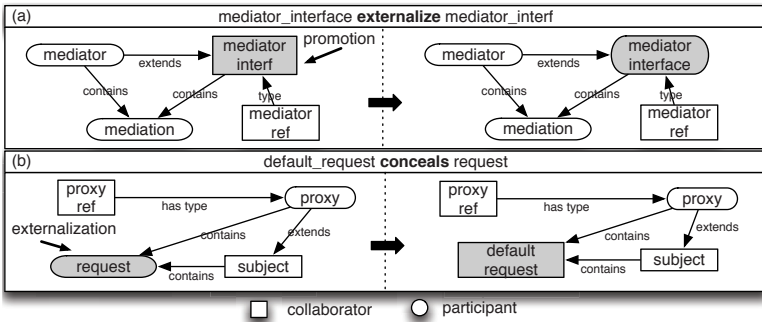 (a) mediator_interface externalize mediator_interf
mediator
extends
mediator
interf
promotion
contains
contains
type
mediation
mediator
ref
mediator
extends
mediator
interface
contains
contains
type
mediation
mediator
ref
(b) default_request conceals request
proxy
ref
has type
proxy
externalization
contains
extends
request
contains
subject
proxy
ref
has type
proxy
contains
extends
default
request
contains
subject
collaborator
participant